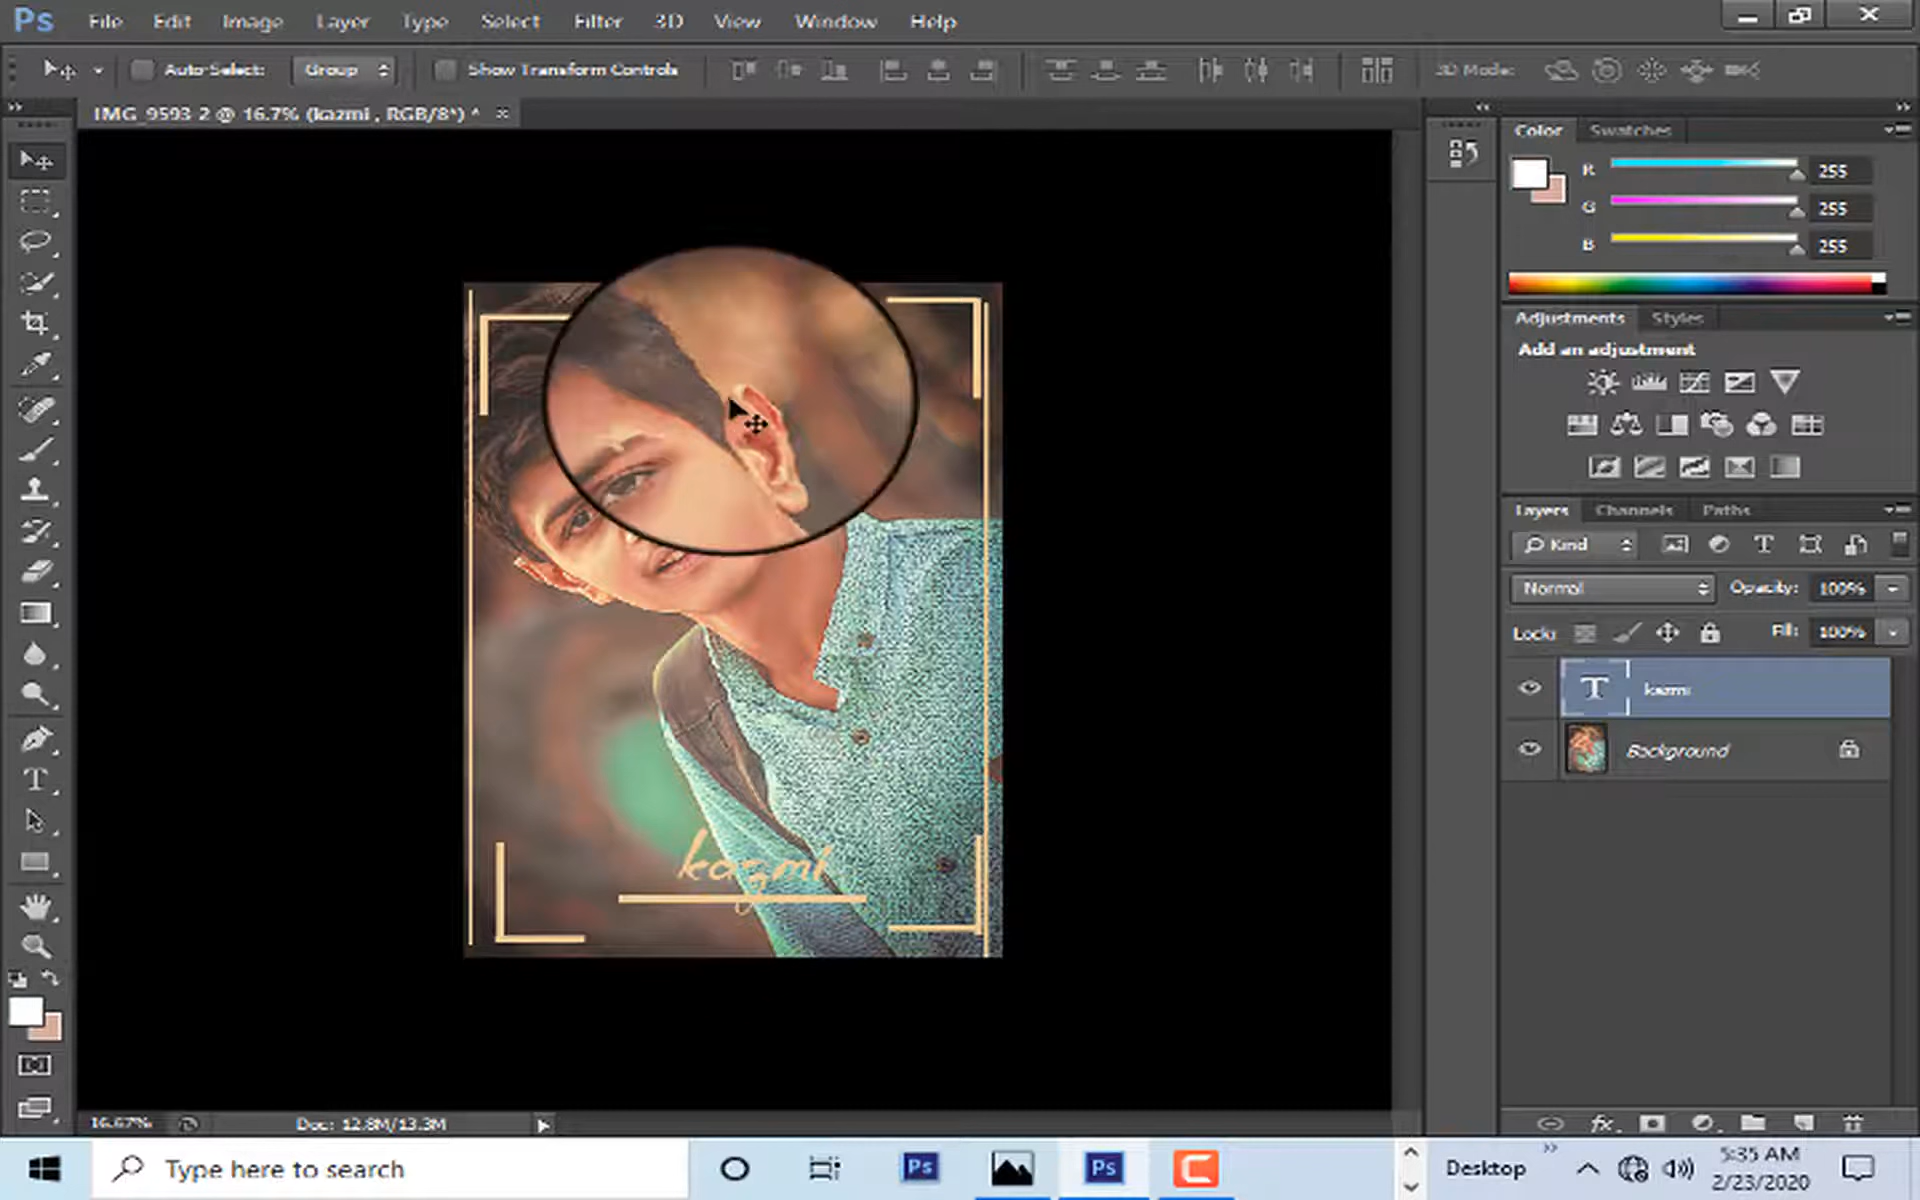 Ps File Edit Image Layer Type Select Filter 3D View Window Help
Auto-Select: Group Show Transform Controls 3D Mode:
IMG_9593 2 @ 16.7% (kazmi , RGB/8*) * ×
Color Swatches
R 255
G 255
B 255
Adjustments Styles
Add an adjustment
Layers Channels Paths
Kind
Normal Opacity: 100%
Lock: Fill: 100%
T kazmi
Background
kazmi
16.67% Doc: 12.8M/13.3M
Type here to search
Ps
Ps
Desktop
5:35 AM
2/23/2020